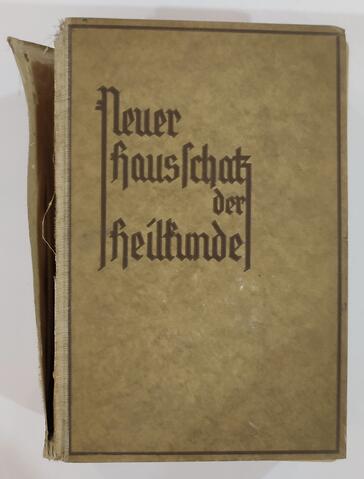 Neuer
Hausschatz
der
Heilkunde